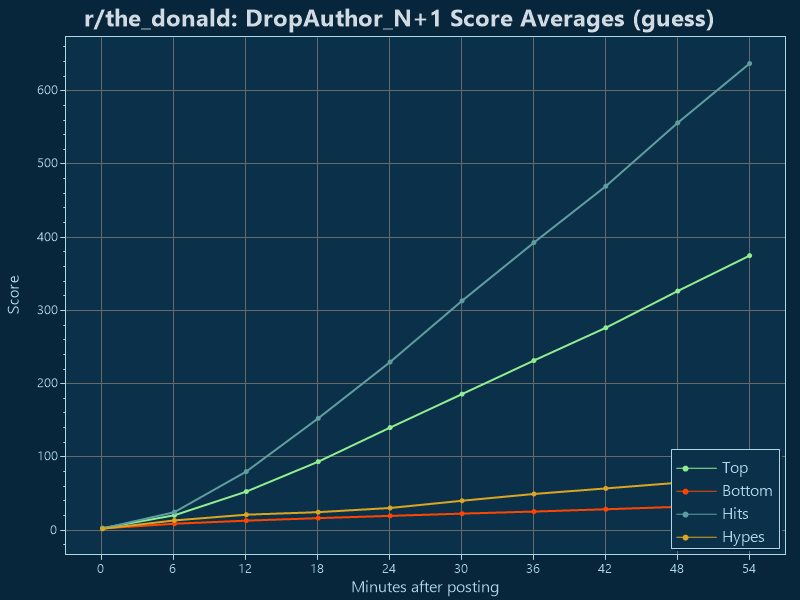 r/the_donald: DropAuthor_N+1 Score Averages (guess)
600
500
400
300
200
100
0
Score
0 6 12 18 24 30 36 42 48 54
Minutes after posting
Top
Bottom
Hits
Hypes